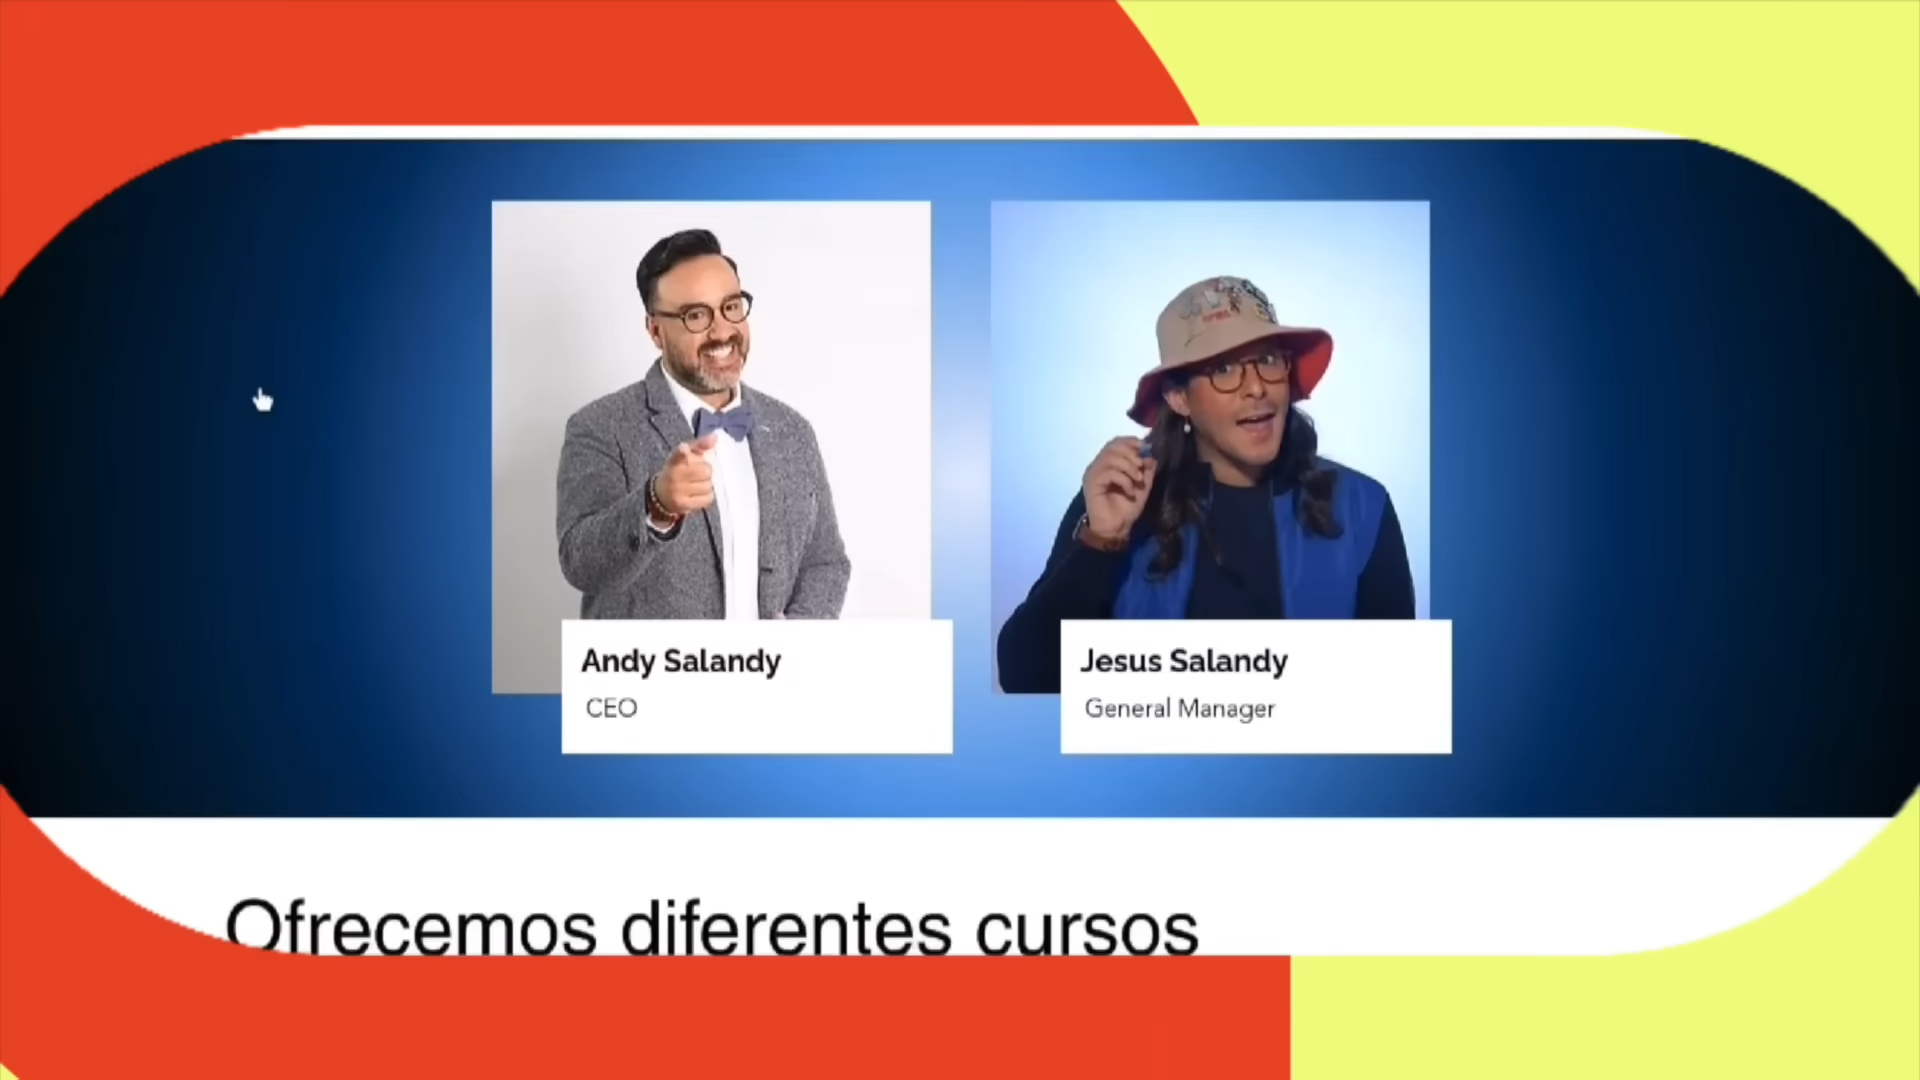 Andy Salandy
CEO
Jesus Salandy
General Manager
Ofrecemos diferentes cursos